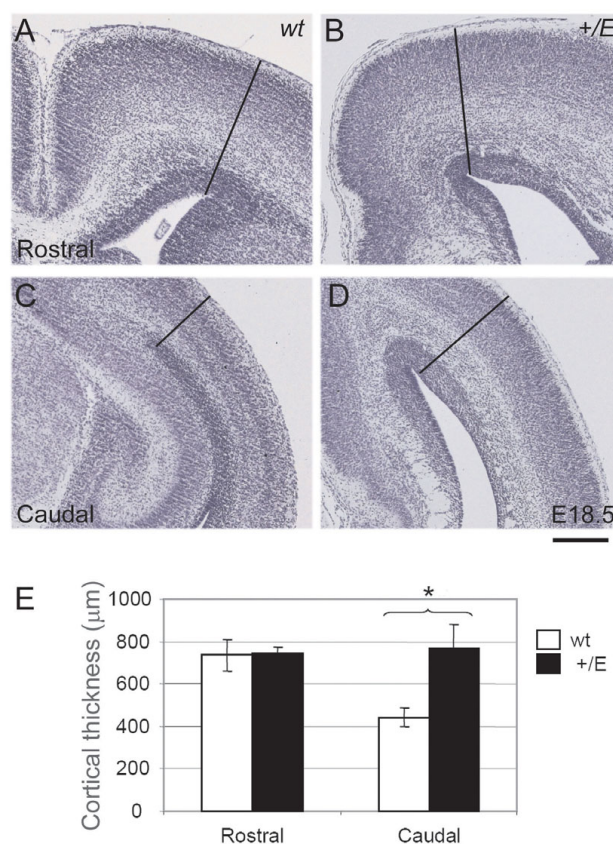 A wt
B +/E
Rostral
C
D
Caudal
E18.5
E
*
Cortical thickness (μm)
1000
800
600
400
200
0
wt
+/E
Rostral Caudal